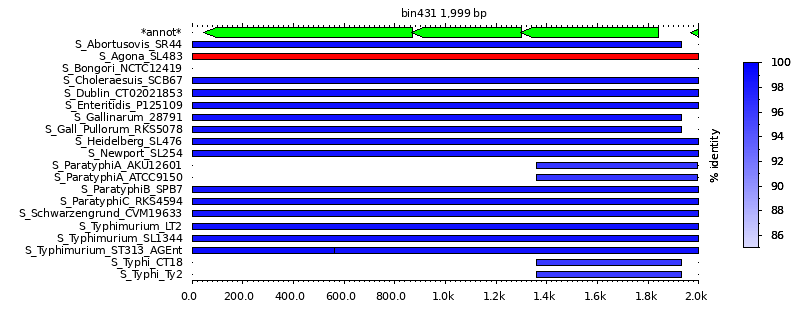 bin431 1,999 bp
*annot*
S_Abortusovis_SR44
S_Agona_SL483
S_Bongori_NCTC12419
S_Choleraesuis_SCB67
S_Dublin_CT02021853
S_Enteritidis_P125109
S_Gallinarum_28791
S_Gall_Pullorum_RKS5078
S_Heidelberg_SL476
S_Newport_SL254
S_ParatyphiA_AKU12601
S_ParatyphiA_ATCC9150
S_ParatyphiB_SPB7
S_ParatyphiC_RKS4594
S_Schwarzengrund_CVM19633
S_Typhimurium_LT2
S_Typhimurium_SL1344
S_Typhimurium_ST313_AGEnt
S_Typhi_CT18
S_Typhi_Ty2
0.0 200.0 400.0 600.0 800.0 1.0k 1.2k 1.4k 1.6k 1.8k 2.0k
% identity
100
98
96
94
92
90
88
86